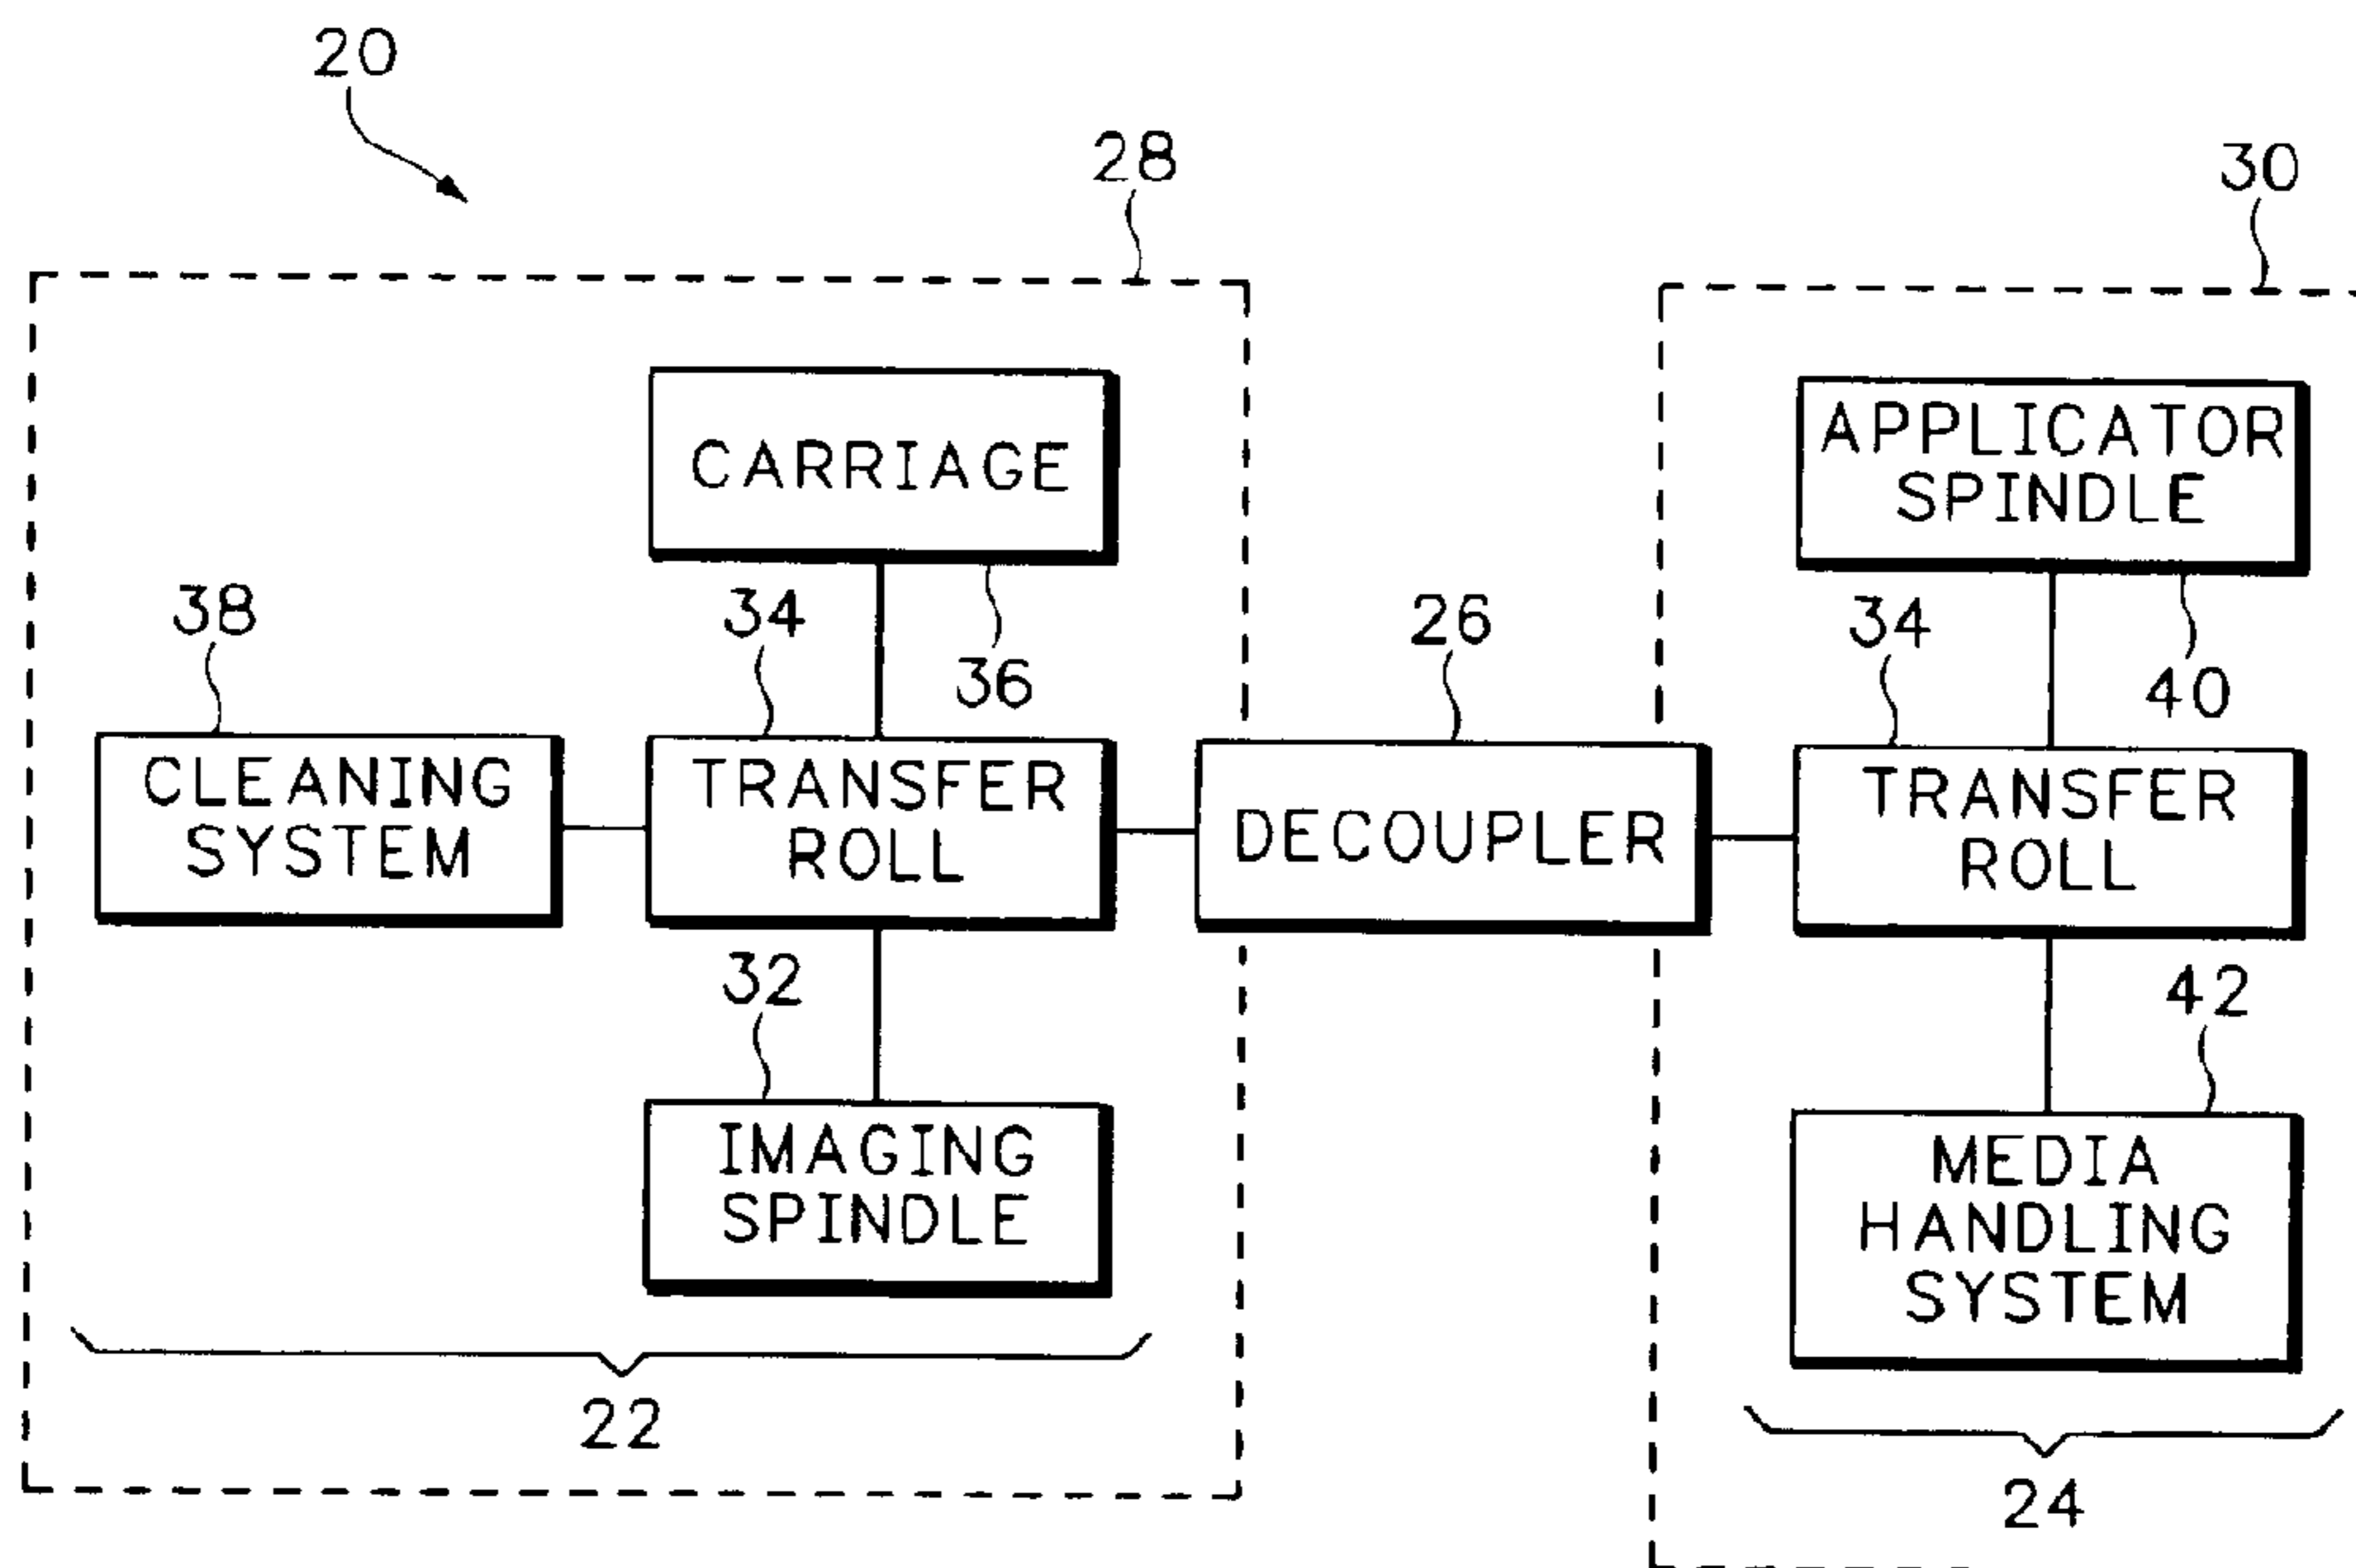 20
28
30
CARRIAGE
36
APPLICATOR
SPINDLE
40
38
CLEANING
SYSTEM
34
TRANSFER
ROLL
26
DECOUPLER
34
TRANSFER
ROLL
32
IMAGING
SPINDLE
42
MEDIA
HANDLING
SYSTEM
22
24